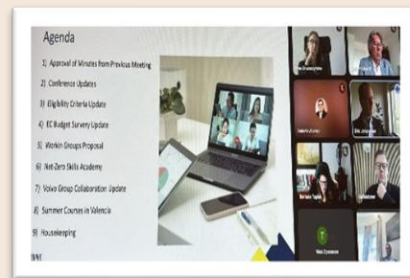 Agenda
1) Approval of Minutes from Previous Meeting
2) Conference Updates
3) Eligibility Criteria Update
4) EC Budget Survery Update
5) Workin Groups Proposal
6) Net-Zero Skills Academy
7) Volvo Group Collaboration Update
8) Summer Courses in Valencia
9) Housekeeping